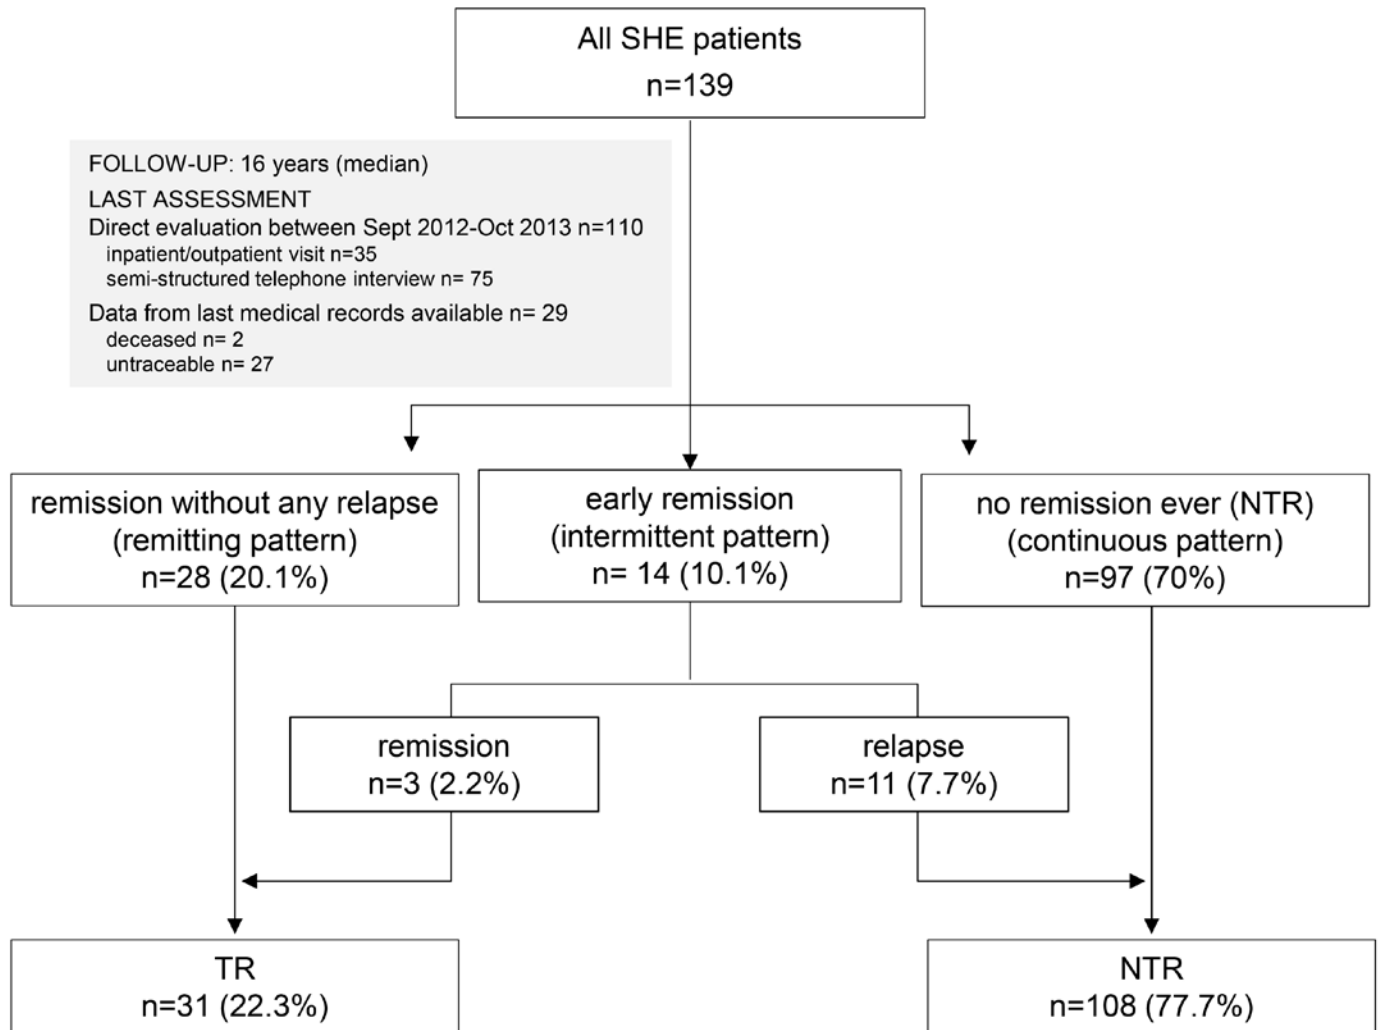 All SHE patients
n=139
FOLLOW-UP: 16 years (median)
LAST ASSESSMENT
Direct evaluation between Sept 2012-Oct 2013 n=110
inpatient/outpatient visit n=35
semi-structured telephone interview n= 75
Data from last medical records available n= 29
deceased n= 2
untraceable n= 27
remission without any relapse
(remitting pattern)
n=28 (20.1%)
early remission
(intermittent pattern)
n= 14 (10.1%)
no remission ever (NTR)
(continuous pattern)
n=97 (70%)
remission
n=3 (2.2%)
relapse
n=11 (7.7%)
TR
n=31 (22.3%)
NTR
n=108 (77.7%)